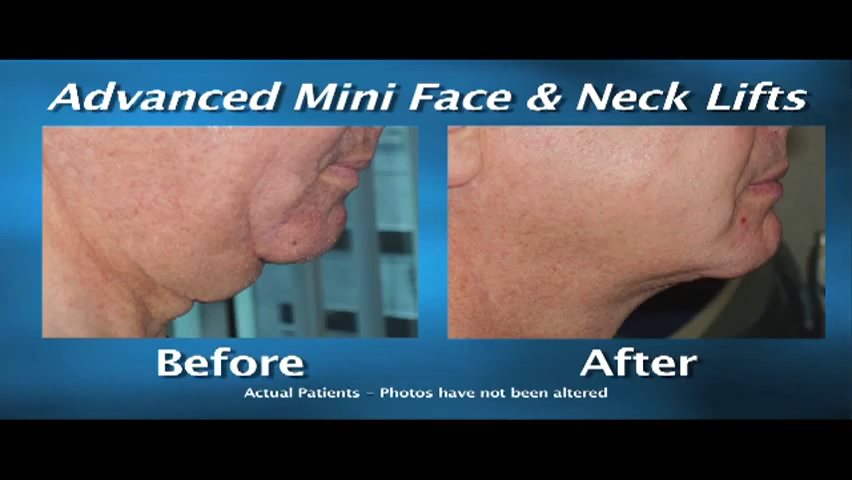 Advanced Mini Face & Neck Lifts
Before
After
Actual Patients – Photos have not been altered